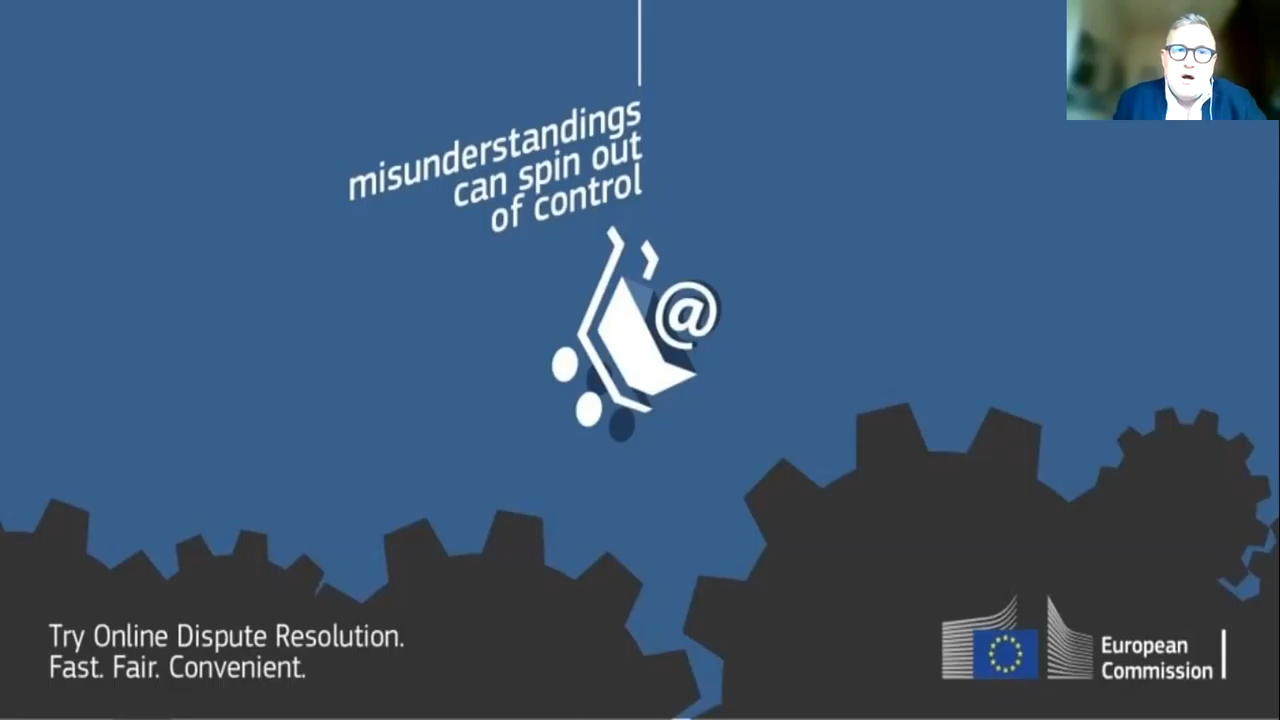 misunderstandings
can spin out
of control
@
Try Online Dispute Resolution.
Fast. Fair. Convenient.
European
Commission